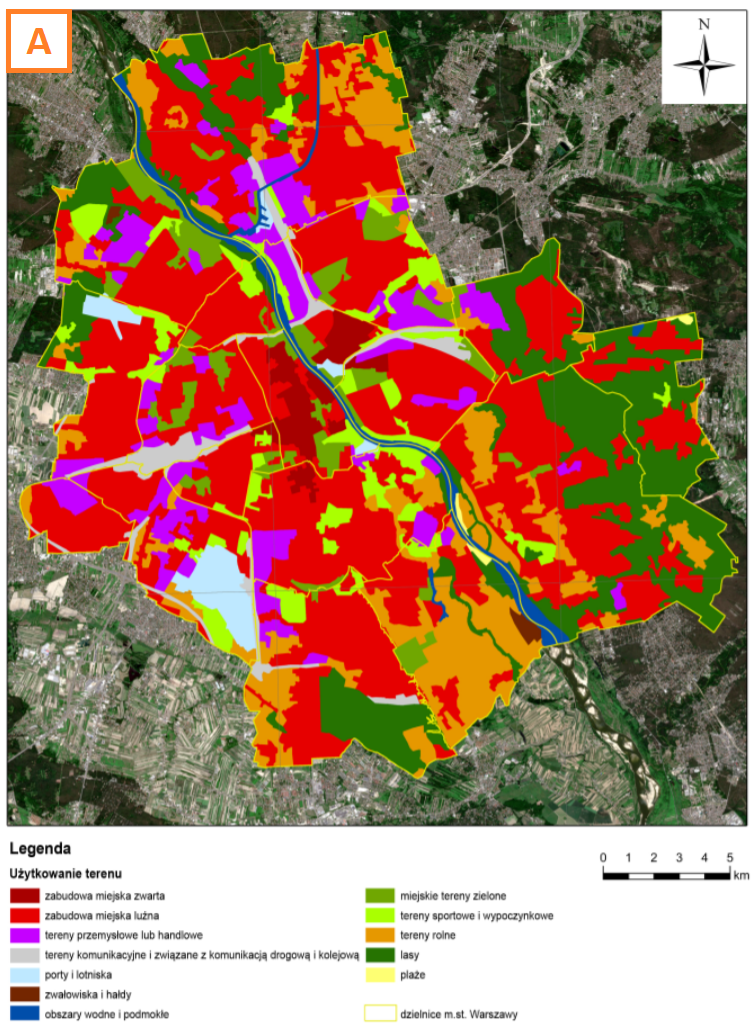 A
N
Legenda
Użytkowanie terenu
zabudowa miejska zwarta
zabudowa miejska luźna
tereny przemysłowe lub handlowe
tereny komunikacyjne i związane z komunikacją drogową i kolejową
porty i lotniska
zwałowiska i hałdy
obszary wodne i podmokłe
miejskie tereny zielone
tereny sportowe i wypoczynkowe
tereny rolne
lasy
plaże
dzielnice m.st. Warszawy
0 1 2 3 4 5
km